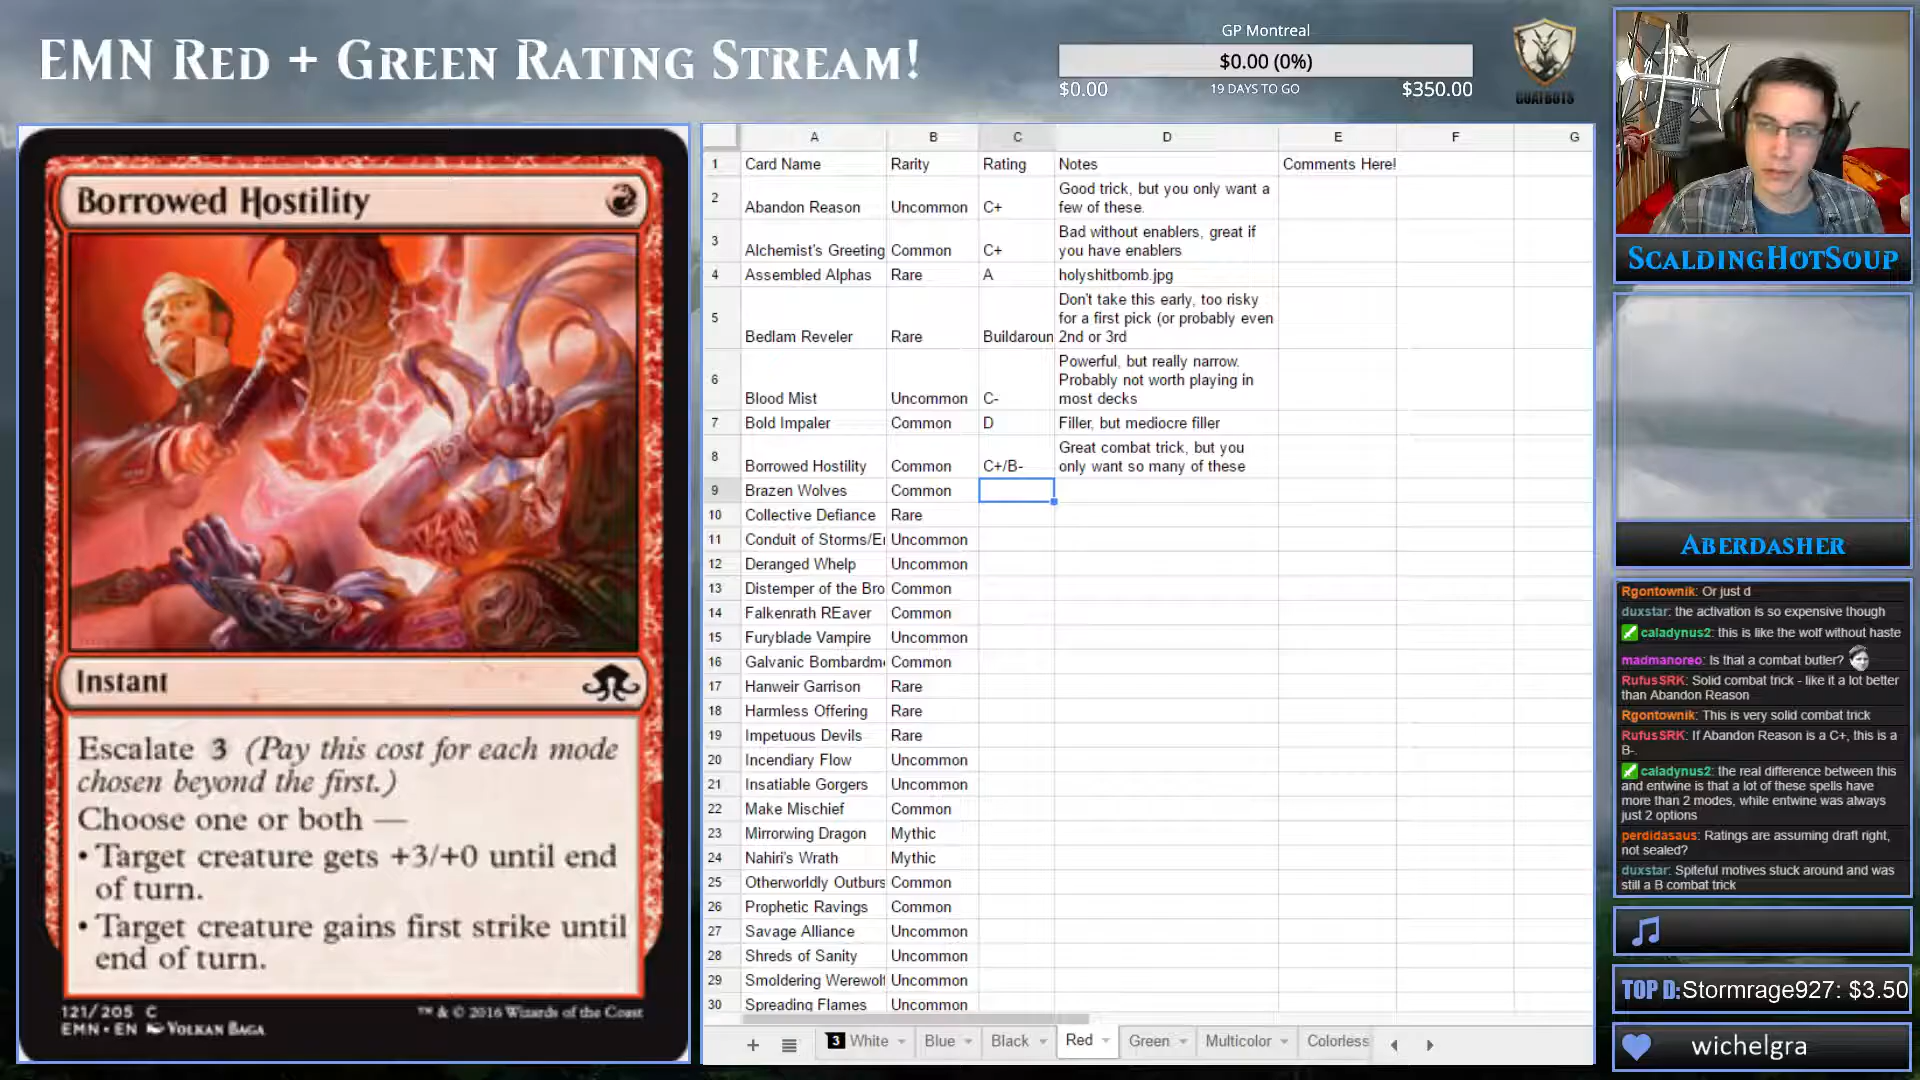 EMN Red + Green Rating Stream!
GP Montreal
$0.00 (0%)
$0.00 19 DAYS TO GO $350.00
GOATBOTS
Borrowed Hostility
Instant
Escalate 3 (Pay this cost for each mode
chosen beyond the first.)
Choose one or both —
• Target creature gets +3/+0 until end
of turn.
• Target creature gains first strike until
end of turn.
121/205 C
EMN • EN Volkan Baga
™ & © 2016 Wizards of the Coast
A B C D E F G
1 Card Name Rarity Rating Notes Comments Here!
2 Abandon Reason Uncommon C+ Good trick, but you only want a
few of these.
3 Alchemist's Greeting Common C+ Bad without enablers, great if
you have enablers
4 Assembled Alphas Rare A holyshitbomb.jpg
5 Bedlam Reveler Rare Buildaroun Don't take this early, too risky
for a first pick (or probably even
2nd or 3rd
6 Blood Mist Uncommon C- Powerful, but really narrow.
Probably not worth playing in
most decks
7 Bold Impaler Common D Filler, but mediocre filler
8 Borrowed Hostility Common C+/B- Great combat trick, but you
only want so many of these
9 Brazen Wolves Common
10 Collective Defiance Rare
11 Conduit of Storms/Er Uncommon
12 Deranged Whelp Uncommon
13 Distemper of the Bro Common
14 Falkenrath REaver Common
15 Furyblade Vampire Uncommon
16 Galvanic Bombardme Common
17 Hanweir Garrison Rare
18 Harmless Offering Rare
19 Impetuous Devils Rare
20 Incendiary Flow Uncommon
21 Insatiable Gorgers Uncommon
22 Make Mischief Common
23 Mirrorwing Dragon Mythic
24 Nahiri's Wrath Mythic
25 Otherworldly Outburs Common
26 Prophetic Ravings Common
27 Savage Alliance Uncommon
28 Shreds of Sanity Uncommon
29 Smoldering Werewolf Uncommon
30 Spreading Flames Uncommon
+ 3 White Blue Black Red Green Multicolor Colorless
ScaldingHotSoup
Aberdasher
Rgontownik: Or just d
duxstar: the activation is so expensive though
caladynus2: this is like the wolf without haste
madmanoreo: Is that a combat butler?
RufusSRK: Solid combat trick - like it a lot better
than Abandon Reason
Rgontownik: This is very solid combat trick
RufusSRK: If Abandon Reason is a C+, this is a
B-.
caladynus2: the real difference between this
and entwine is that a lot of these spells have
more than 2 modes, while entwine was always
just 2 options
perdidasaus: Ratings are assuming draft right,
not sealed?
duxstar: Spiteful motives stuck around and was
still a B combat trick
TOP D: Stormrage927: $3.50
wichelgra